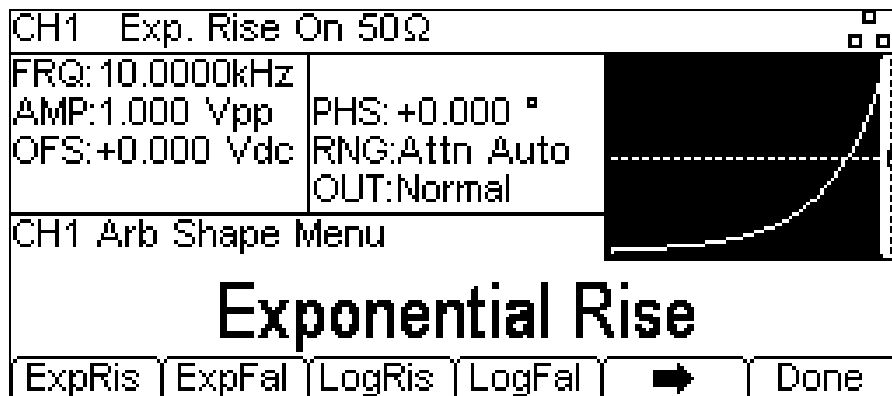 CH1 Exp. Rise On 50Ω
FRQ: 10.0000kHz
AMP:1.000 Vpp
OFS:+0.000 Vdc
PHS: +0.000 °
RNG:Attn Auto
OUT:Normal
CH1 Arb Shape Menu
Exponential Rise
ExpRis ExpFal LogRis LogFal Done